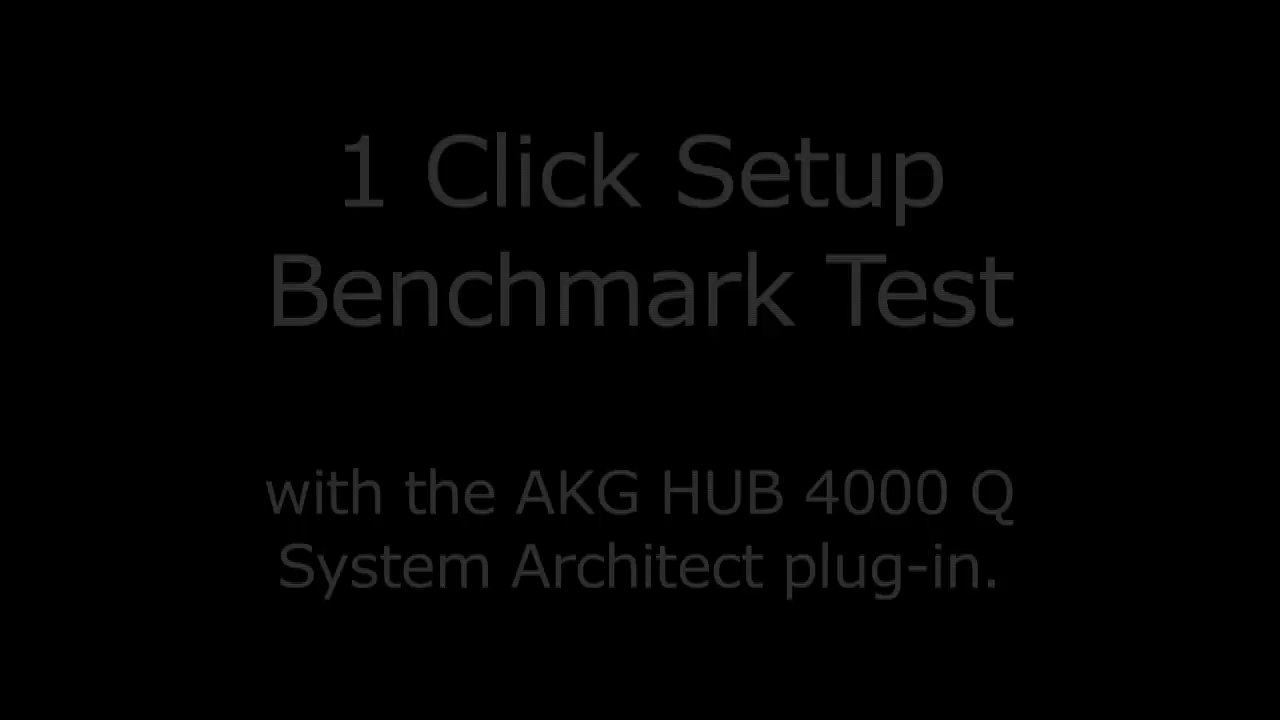 1 Click Setup
Benchmark Test
with the AKG HUB 4000 Q
System Architect plug-in.